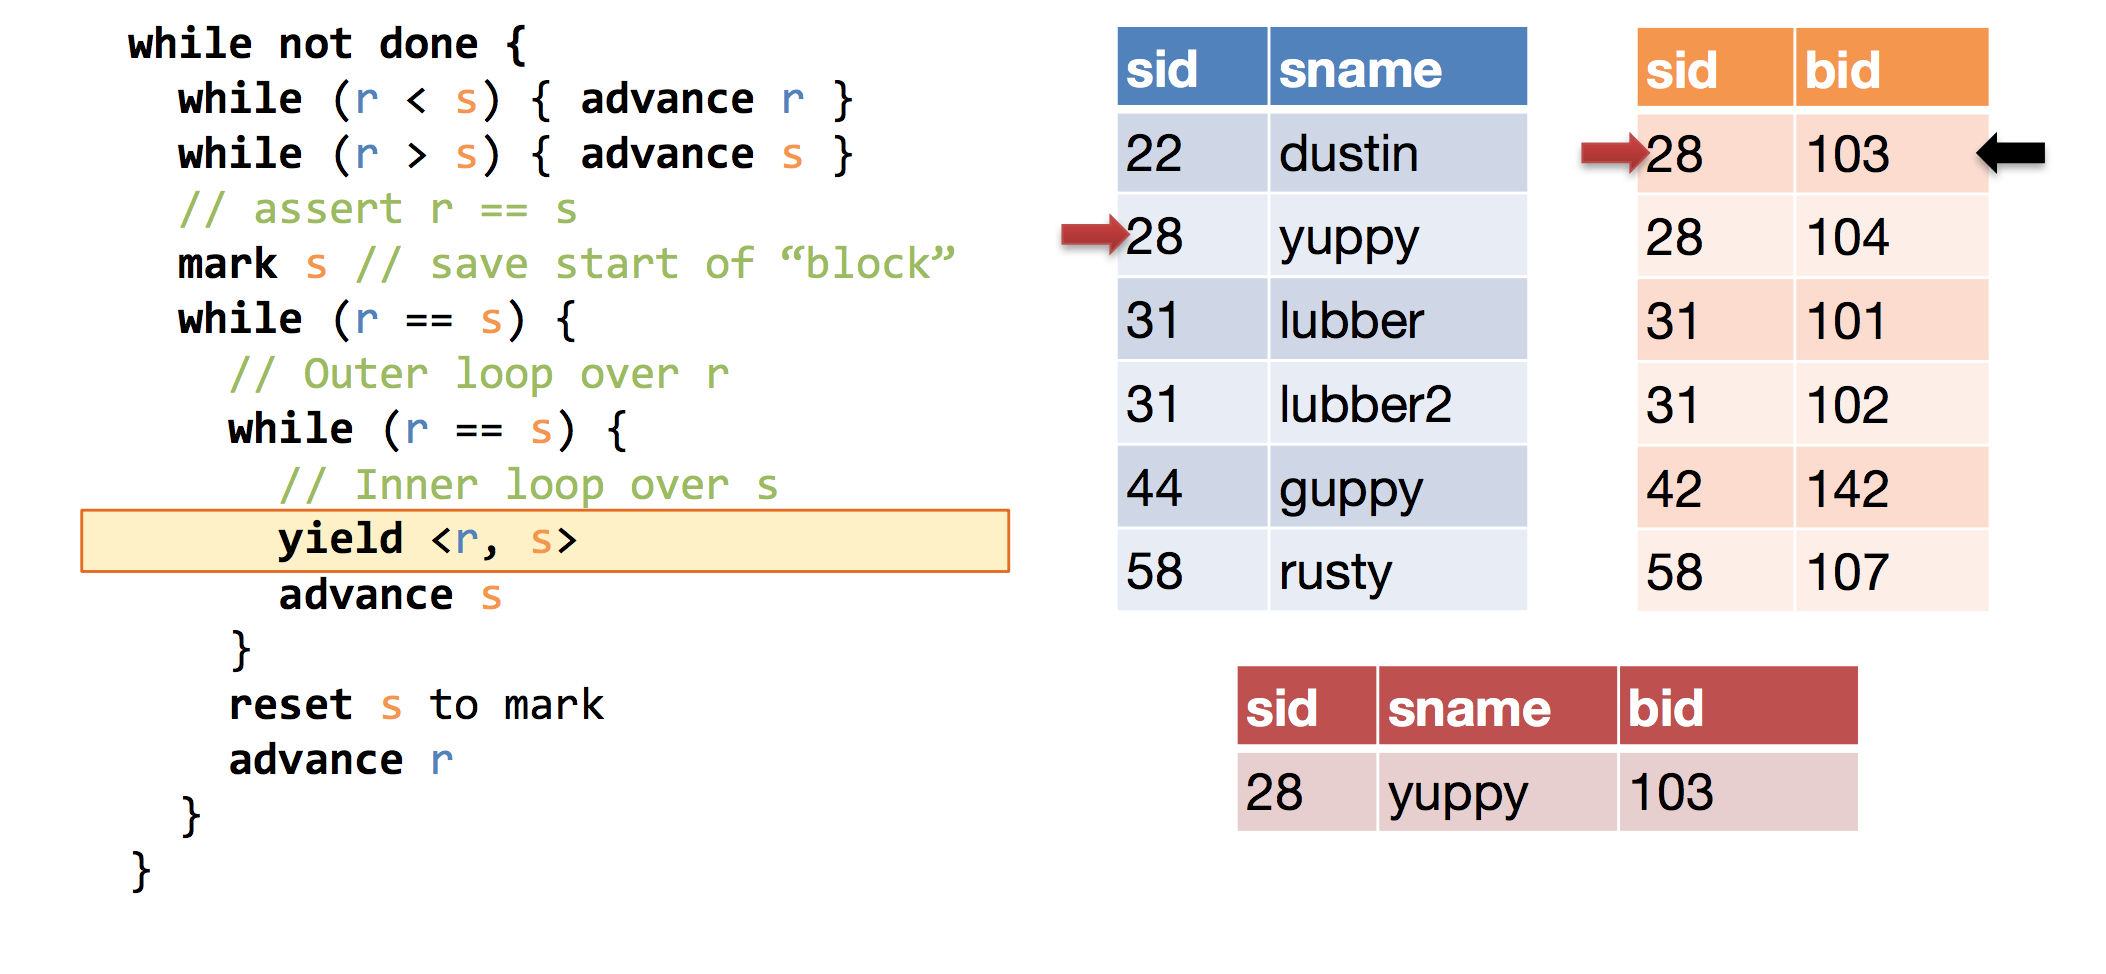 while not done {
while (r < s) { advance r }
while (r > s) { advance s }
// assert r == s
mark s // save start of “block”
while (r == s) {
// Outer loop over r
while (r == s) {
// Inner loop over s
yield <r, s>
advance s
}
reset s to mark
advance r
}
}
sid sname
22 dustin
28 yuppy
31 lubber
31 lubber2
44 guppy
58 rusty
sid bid
28 103
28 104
31 101
31 102
42 142
58 107
sid sname bid
28 yuppy 103